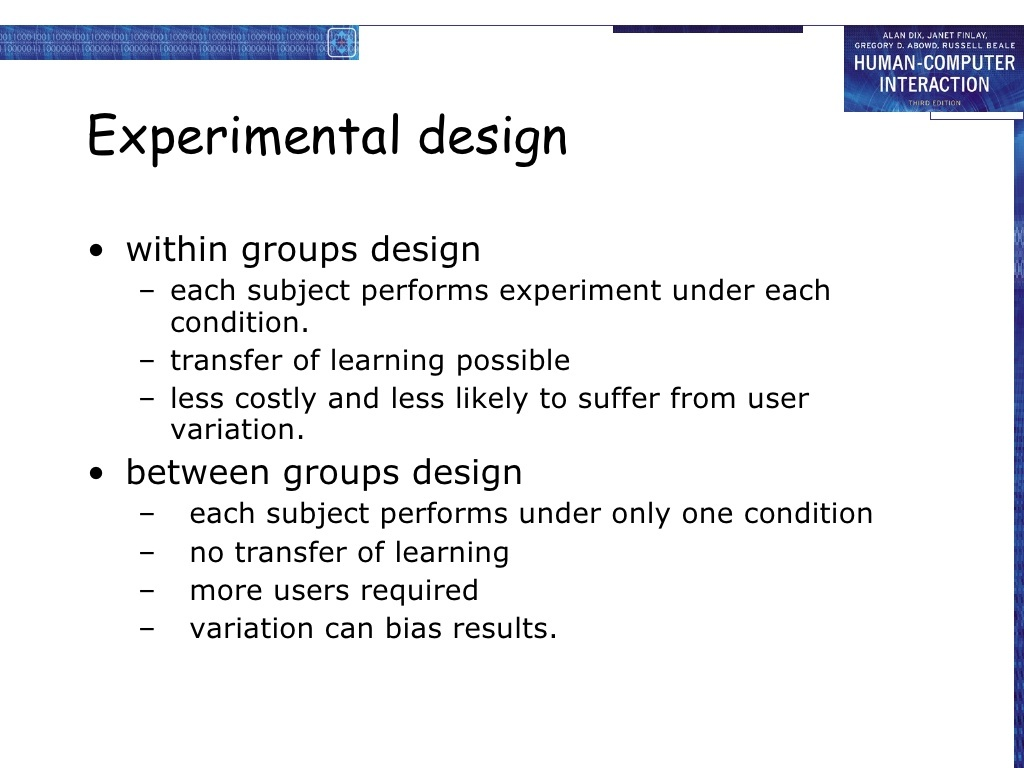 ALAN DIX, JANET FINLAY,
GREGORY D. ABOWD, RUSSELL BEALE
HUMAN-COMPUTER
INTERACTION
THIRD EDITION
Experimental design
• within groups design
– each subject performs experiment under each
condition.
– transfer of learning possible
– less costly and less likely to suffer from user
variation.
• between groups design
– each subject performs under only one condition
– no transfer of learning
– more users required
– variation can bias results.